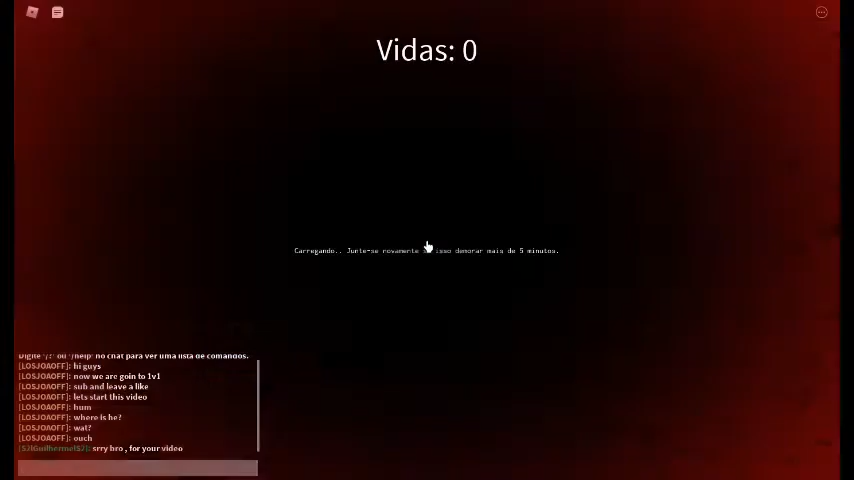 Vidas: 0
Carregando.. Junte-se novamente se isso demorar mais de 5 minutos.
Digite '/?' ou '/help' no chat para ver uma lista de comandos.
[LOSJOAOFF]: hi guys
[LOSJOAOFF]: now we are goin to 1v1
[LOSJOAOFF]: sub and leave a like
[LOSJOAOFF]: lets start this video
[LOSJOAOFF]: hum
[LOSJOAOFF]: where is he?
[LOSJOAOFF]: wat?
[LOSJOAOFF]: ouch
srry bro , for your video